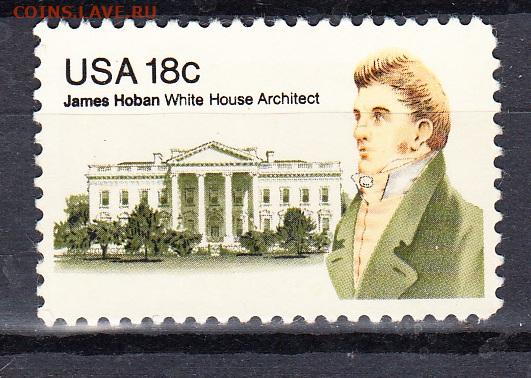 COINS.LAVE.RU
USA 18c
James Hoban White House Architect